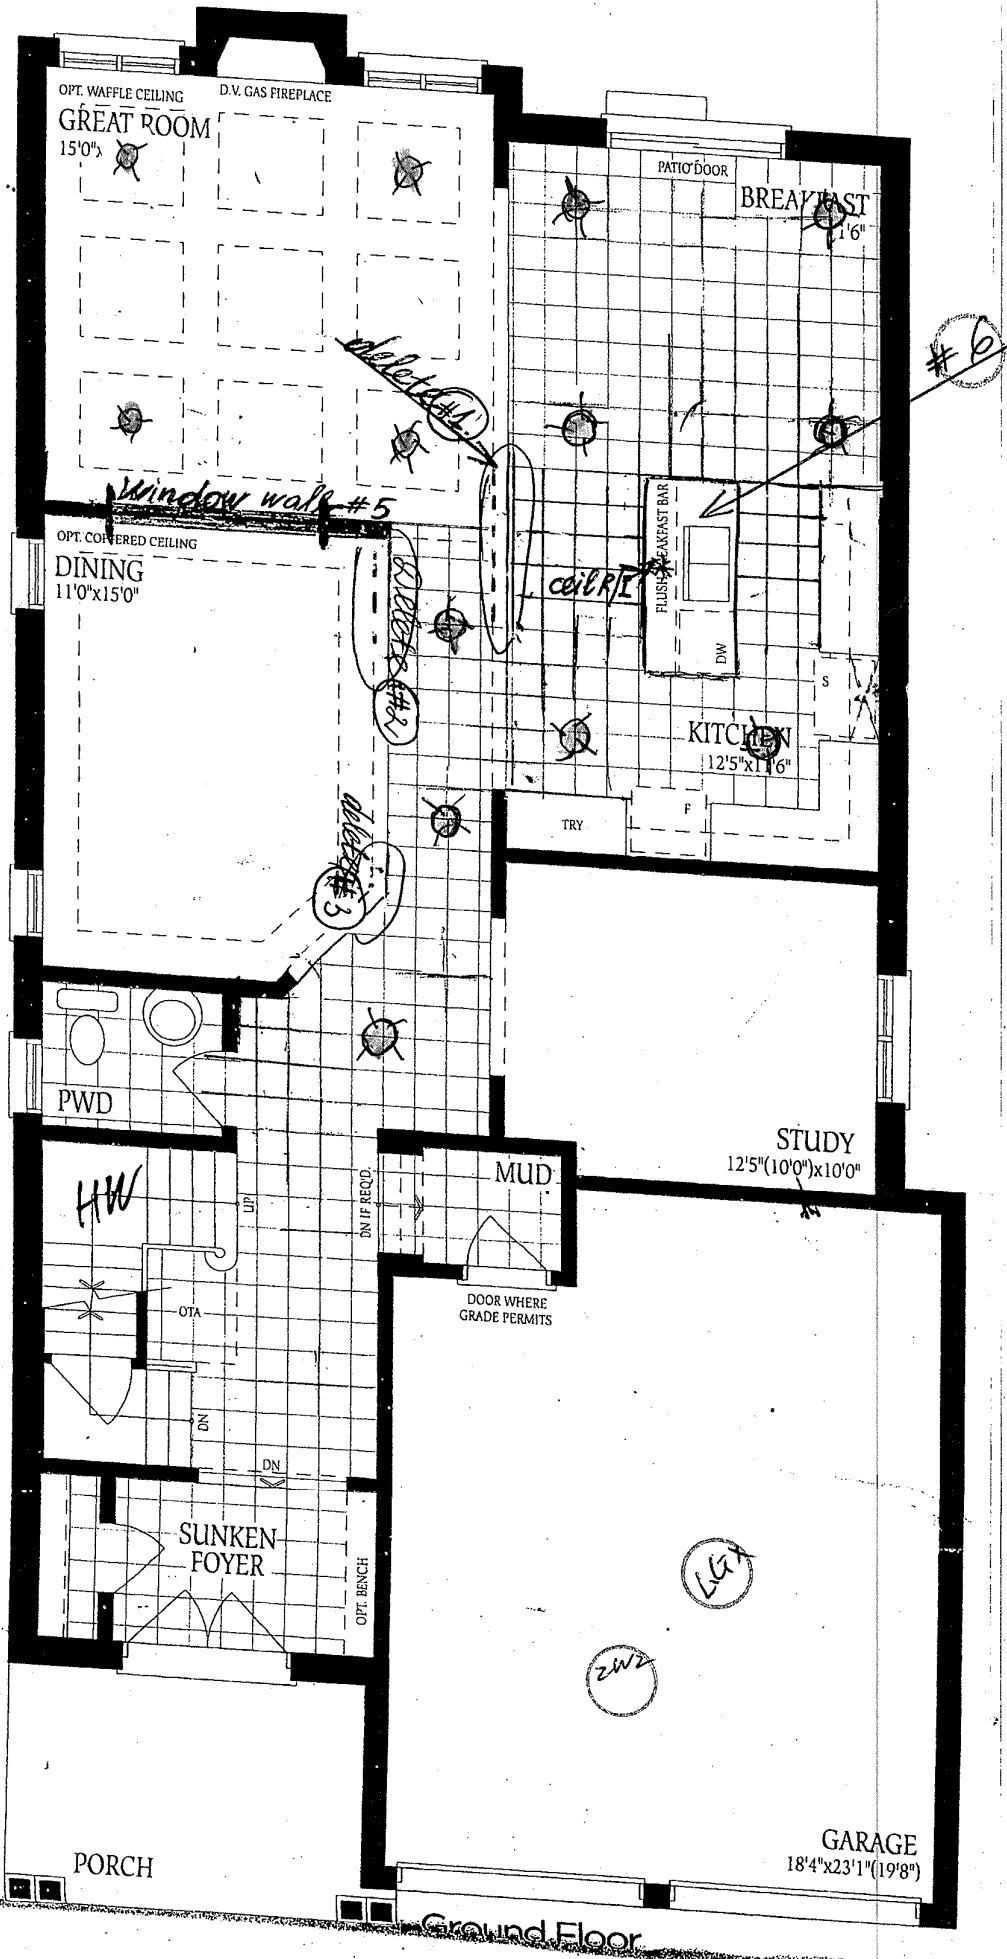 OPT. WAFFLE CEILING
D.V. GAS FIREPLACE
GREAT ROOM
15'0"x
PATIO DOOR
BREAKFAST
1'6"
# 6
delete #1.
Window wall #5
OPT. COFFERED CEILING
DINING
11'0"x15'0"
delete #2
FLUSH BREAKFAST BAR
ceil R/I
DW
S
KITCHEN
12'5"x11'6"
TRY
F
delete #3
PWD
STUDY
12'5"(10'0")x10'0"
HW
UP
DN IF REQ'D.
MUD
DOOR WHERE
GRADE PERMITS
OTA
DN
DN
SUNKEN
FOYER
OPT. BENCH
GARAGE
18'4"x23'1"(19'8")
PORCH
Ground Floor